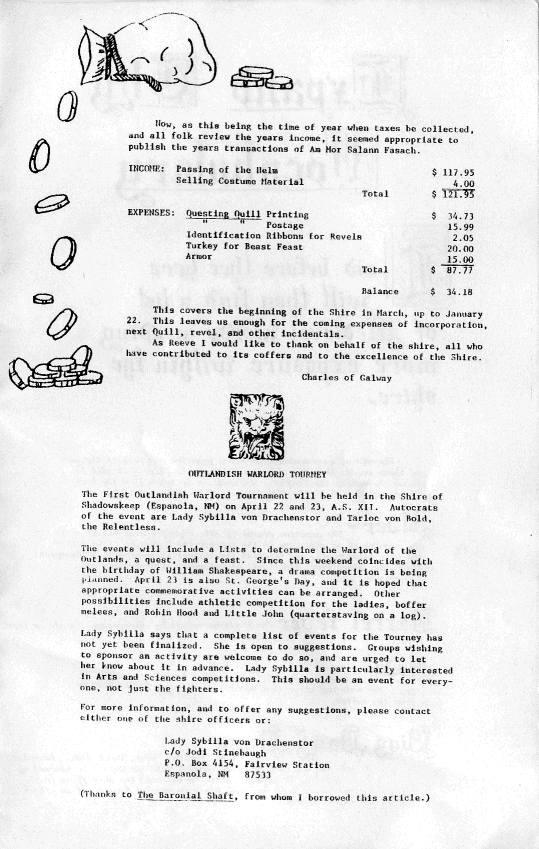 Now, as this being the time of year when taxes be collected,
and all folk review the years income, it seemed appropriate to
publish the years transactions of Am Mor Salann Fasach.
INCOME: Passing of the Helm $ 117.95
Selling Costume Material 4.00
Total $ 121.95
EXPENSES: Questing Quill Printing $ 34.73
" " Postage 15.99
Identification Ribbons for Revels 2.05
Turkey for Beast Feast 20.00
Armor 15.00
Total $ 87.77
Balance $ 34.18
This covers the beginning of the Shire in March, up to January
22. This leaves us enough for the coming expenses of incorporation,
next Quill, revel, and other incidentals.
As Reeve I would like to thank on behalf of the shire, all who
have contributed to its coffers and to the excellence of the Shire.
Charles of Galway
OUTLANDISH WARLORD TOURNEY
The First Outlandish Warlord Tournament will be held in the Shire of
Shadowskeep (Espanola, NM) on April 22 and 23, A.S. XII. Autocrats
of the event are Lady Sybilla von Drachenstor and Tarloc von Bold,
the Relentless.
The events will include a Lists to determine the Warlord of the
Outlands, a quest, and a feast. Since this weekend coincides with
the birthday of William Shakespeare, a drama competition is being
planned. April 23 is also St. George's Day, and it is hoped that
appropriate commemorative activities can be arranged. Other
possibilities include athletic competition for the ladies, boffer
melees, and Robin Hood and Little John (quarterstaving on a log).
Lady Sybilla says that a complete list of events for the Tourney has
not yet been finalized. She is open to suggestions. Groups wishing
to sponsor an activity are welcome to do so, and are urged to let
her know about it in advance. Lady Sybilla is particularly interested
in Arts and Sciences competitions. This should be an event for every-
one, not just the fighters.
For more information, and to offer any suggestions, please contact
either one of the shire officers or:
Lady Sybilla von Drachenstor
c/o Jodi Stinebaugh
P.O. Box 4154, Fairview Station
Espanola, NM 87533
(Thanks to The Baronial Shaft, from whom I borrowed this article.)